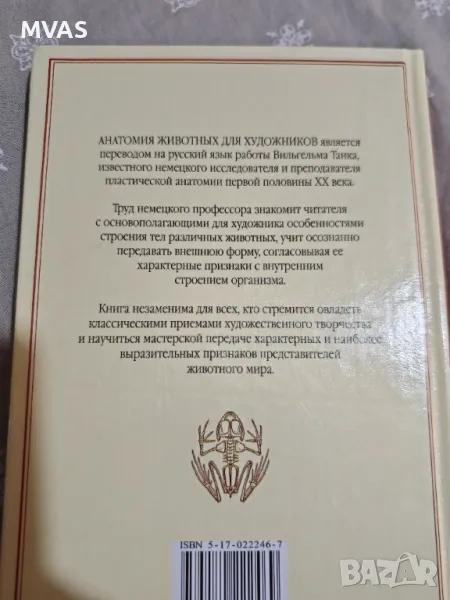 MVAS
АНАТОМИЯ ЖИВОТНЫХ ДЛЯ ХУДОЖНИКОВ является
переводом на русский язык работы Вильгельма Танка,
известного немецкого исследователя и преподавателя
пластической анатомии первой половины XX века.
Труд немецкого профессора знакомит читателя
с основополагающими для художника особенностями
строения тел различных животных, учит осознанно
передавать внешнюю форму, согласовывая ее
характерные признаки с внутренним
строением организма.
Книга незаменима для всех, кто стремится овладеть
классическими приемами художественного творчества
и научиться мастерской передаче характерных и наиболее
выразительных признаков представителей
животного мира.
ISBN 5-17-022246-7
bazar